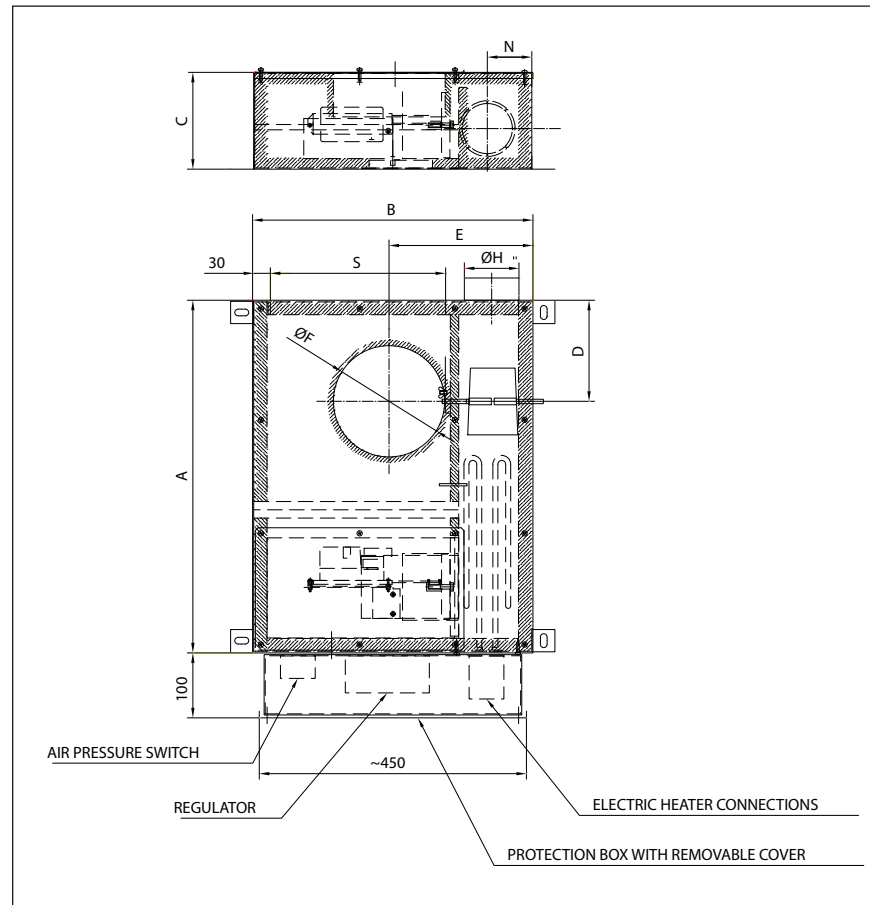 N
C
B
E
ØH "
30
S
ØF
D
A
100
AIR PRESSURE SWITCH
~450
REGULATOR
ELECTRIC HEATER CONNECTIONS
PROTECTION BOX WITH REMOVABLE COVER